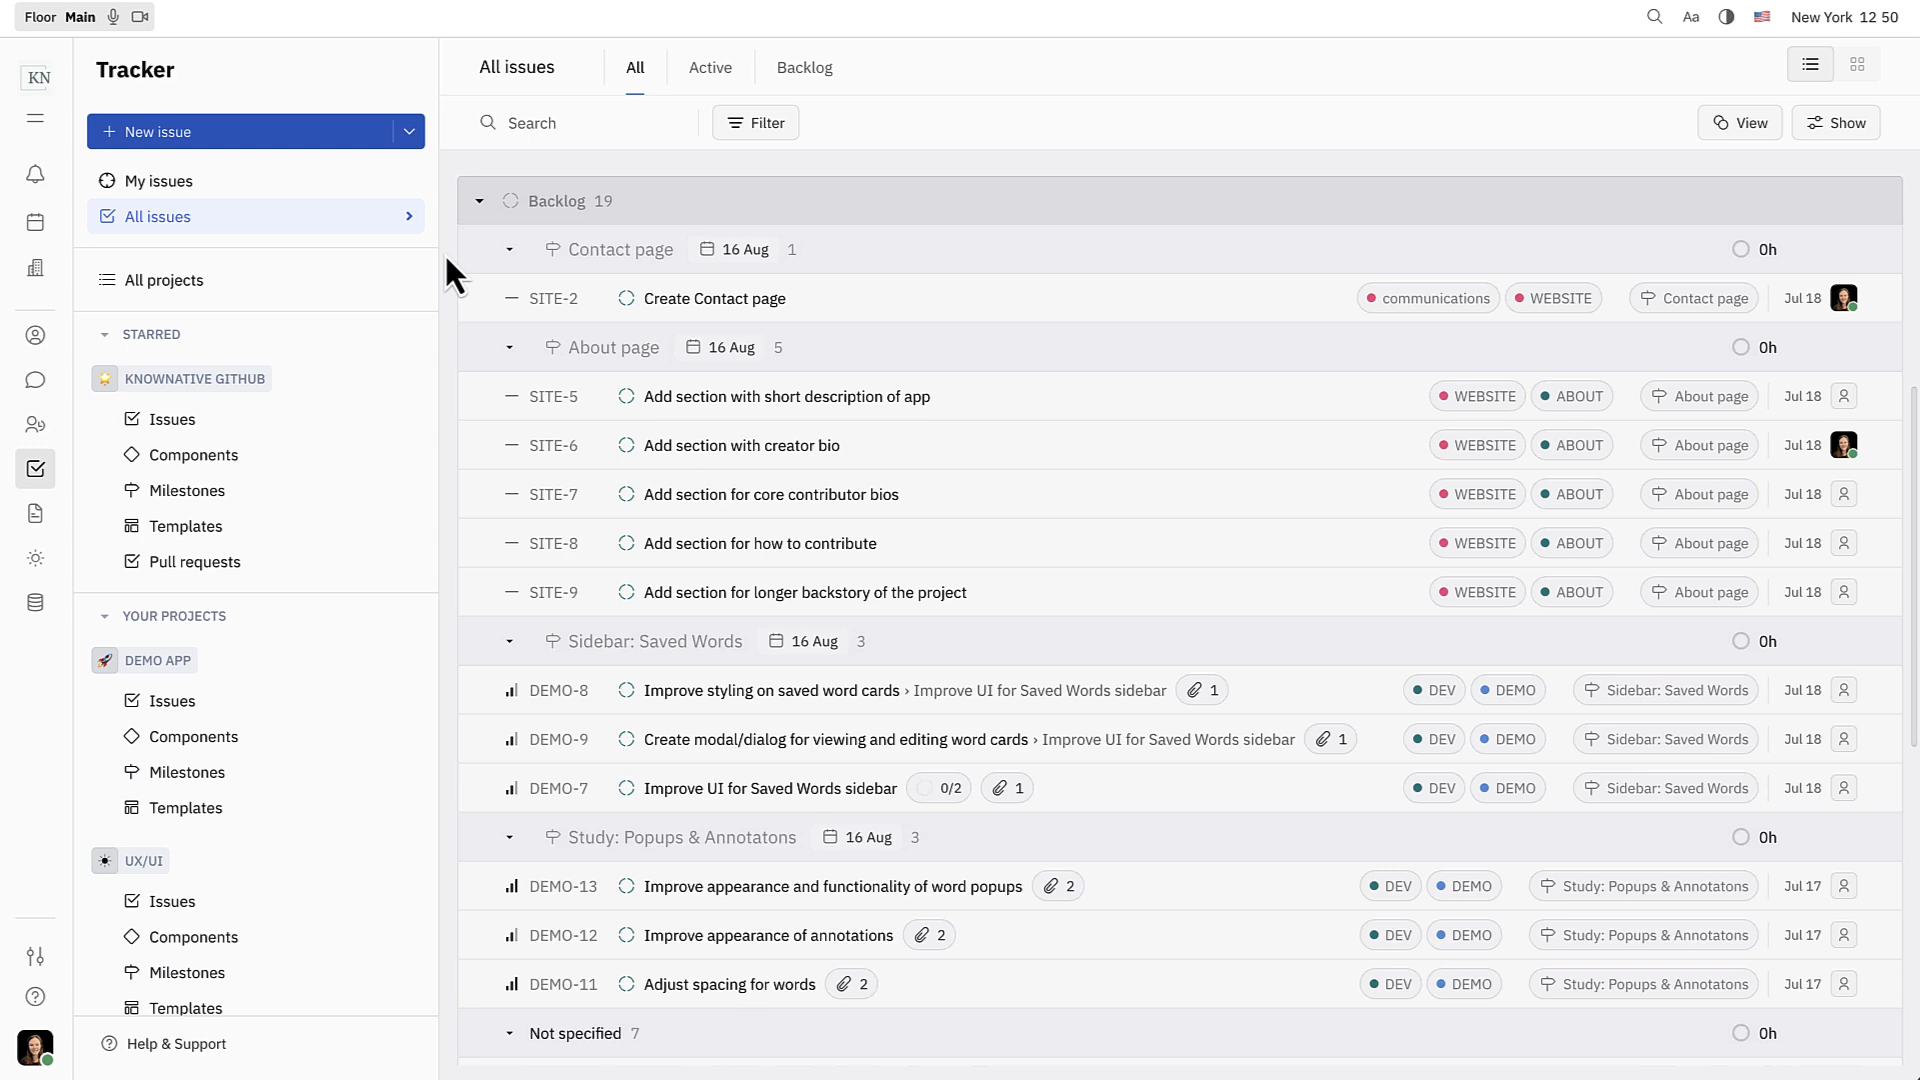 Floor Main
Aa
New York 12 50
KN
Tracker
New issue
My issues
All issues
All projects
STARRED
KNOWNATIVE GITHUB
Issues
Components
Milestones
Templates
Pull requests
YOUR PROJECTS
DEMO APP
Issues
Components
Milestones
Templates
UX/UI
Issues
Components
Milestones
Templates
Help & Support
All issues All Active Backlog
Search Filter View Show
Backlog 19
Contact page 16 Aug 1 0h
SITE-2 Create Contact page communications WEBSITE Contact page Jul 18
About page 16 Aug 5 0h
SITE-5 Add section with short description of app WEBSITE ABOUT About page Jul 18
SITE-6 Add section with creator bio WEBSITE ABOUT About page Jul 18
SITE-7 Add section for core contributor bios WEBSITE ABOUT About page Jul 18
SITE-8 Add section for how to contribute WEBSITE ABOUT About page Jul 18
SITE-9 Add section for longer backstory of the project WEBSITE ABOUT About page Jul 18
Sidebar: Saved Words 16 Aug 3 0h
DEMO-8 Improve styling on saved word cards › Improve UI for Saved Words sidebar 1 DEV DEMO Sidebar: Saved Words Jul 18
DEMO-9 Create modal/dialog for viewing and editing word cards › Improve UI for Saved Words sidebar 1 DEV DEMO Sidebar: Saved Words Jul 18
DEMO-7 Improve UI for Saved Words sidebar 0/2 1 DEV DEMO Sidebar: Saved Words Jul 18
Study: Popups & Annotatons 16 Aug 3 0h
DEMO-13 Improve appearance and functionality of word popups 2 DEV DEMO Study: Popups & Annotatons Jul 17
DEMO-12 Improve appearance of annotations 2 DEV DEMO Study: Popups & Annotatons Jul 17
DEMO-11 Adjust spacing for words 2 DEV DEMO Study: Popups & Annotatons Jul 17
Not specified 7 0h